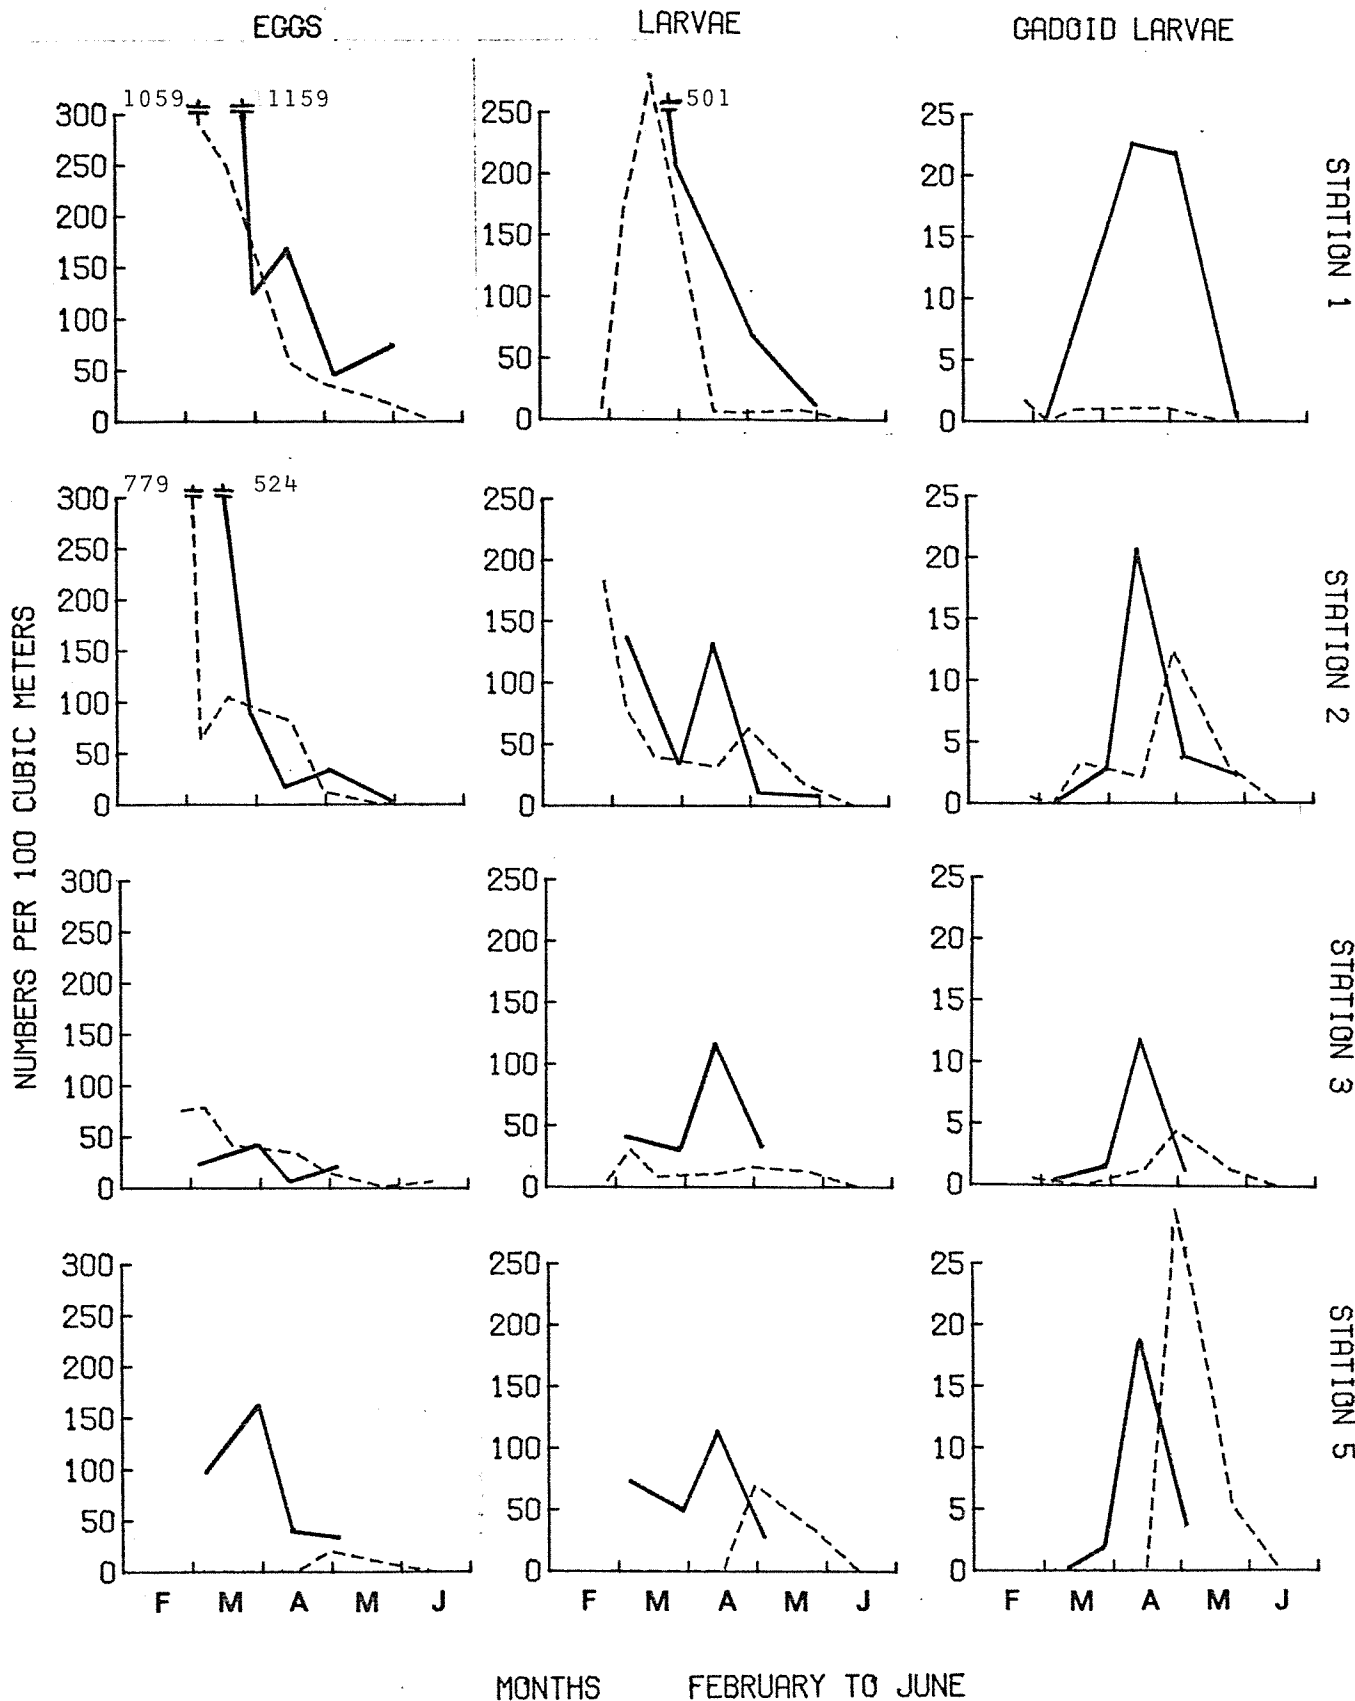 EGGS LARVAE GADOID LARVAE
1059 1159 501
300 250 25
250 200 20
200 150 15
150 100 10
100 50 5
50 0 0
0
STATION 1
779 524
300 250 25
250 200 20
200 150 15
150 100 10
100 50 5
50 0 0
0
STATION 2
NUMBERS PER 100 CUBIC METERS
300 250 25
250 200 20
200 150 15
150 100 10
100 50 5
50 0 0
0
STATION 3
300 250 25
250 200 20
200 150 15
150 100 10
100 50 5
50 0 0
0
STATION 5
F M A M J F M A M J F M A M J
MONTHS FEBRUARY TO JUNE